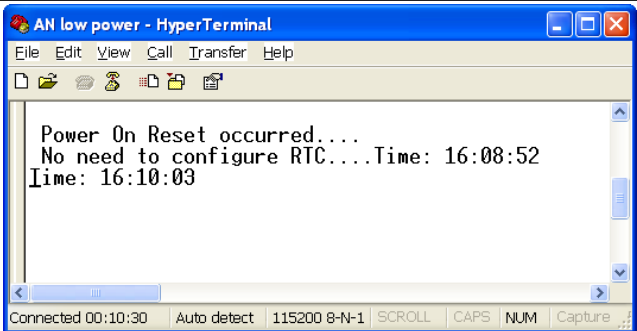 AN low power - HyperTerminal
File Edit View Call Transfer Help
Power On Reset occurred....
No need to configure RTC....Time: 16:08:52
Time: 16:10:03
Connected 00:10:30 Auto detect 115200 8-N-1 SCROLL CAPS NUM Capture